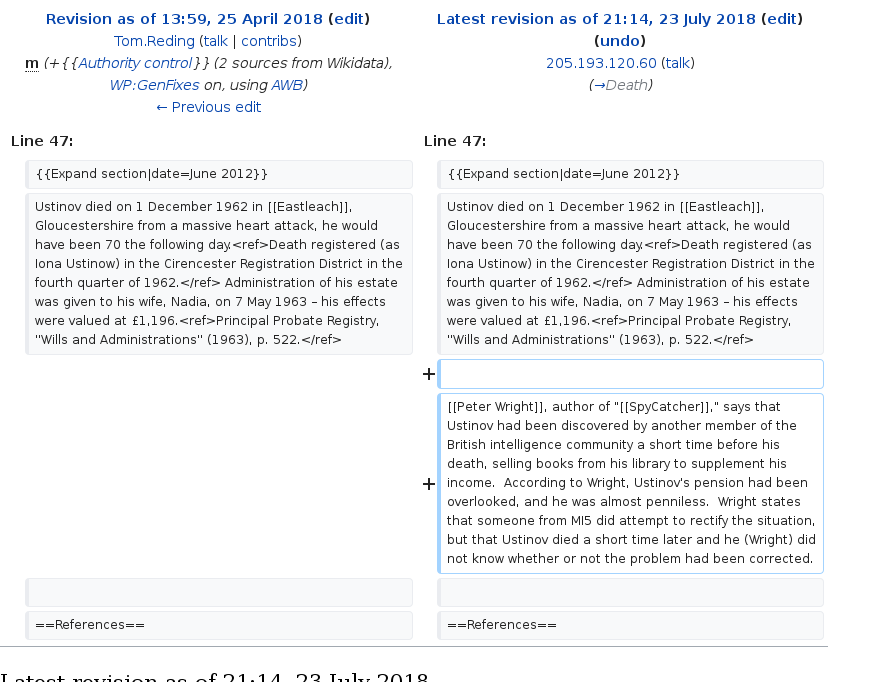 Revision as of 13:59, 25 April 2018 (edit)
Tom.Reding (talk | contribs)
m (+{{Authority control}} (2 sources from Wikidata),
WP:GenFixes on, using AWB)
← Previous edit
Latest revision as of 21:14, 23 July 2018 (edit)
(undo)
205.193.120.60 (talk)
(→Death)
Line 47:
Line 47:
{{Expand section|date=June 2012}}
{{Expand section|date=June 2012}}
Ustinov died on 1 December 1962 in [[Eastleach]],
Gloucestershire from a massive heart attack, he would
have been 70 the following day.<ref>Death registered (as
Iona Ustinow) in the Cirencester Registration District in the
fourth quarter of 1962.</ref> Administration of his estate
was given to his wife, Nadia, on 7 May 1963 – his effects
were valued at £1,196.<ref>Principal Probate Registry,
"Wills and Administrations" (1963), p. 522.</ref>
Ustinov died on 1 December 1962 in [[Eastleach]],
Gloucestershire from a massive heart attack, he would
have been 70 the following day.<ref>Death registered (as
Iona Ustinow) in the Cirencester Registration District in the
fourth quarter of 1962.</ref> Administration of his estate
was given to his wife, Nadia, on 7 May 1963 – his effects
were valued at £1,196.<ref>Principal Probate Registry,
"Wills and Administrations" (1963), p. 522.</ref>
+
+
[[Peter Wright]], author of "[[SpyCatcher]]," says that
Ustinov had been discovered by another member of the
British intelligence community a short time before his
death, selling books from his library to supplement his
income.  According to Wright, Ustinov's pension had been
overlooked, and he was almost penniless.  Wright states
that someone from MI5 did attempt to rectify the situation,
but that Ustinov died a short time later and he (Wright) did
not know whether or not the problem had been corrected.
==References==
==References==
Latest revision as of 21:14, 23 July 2018